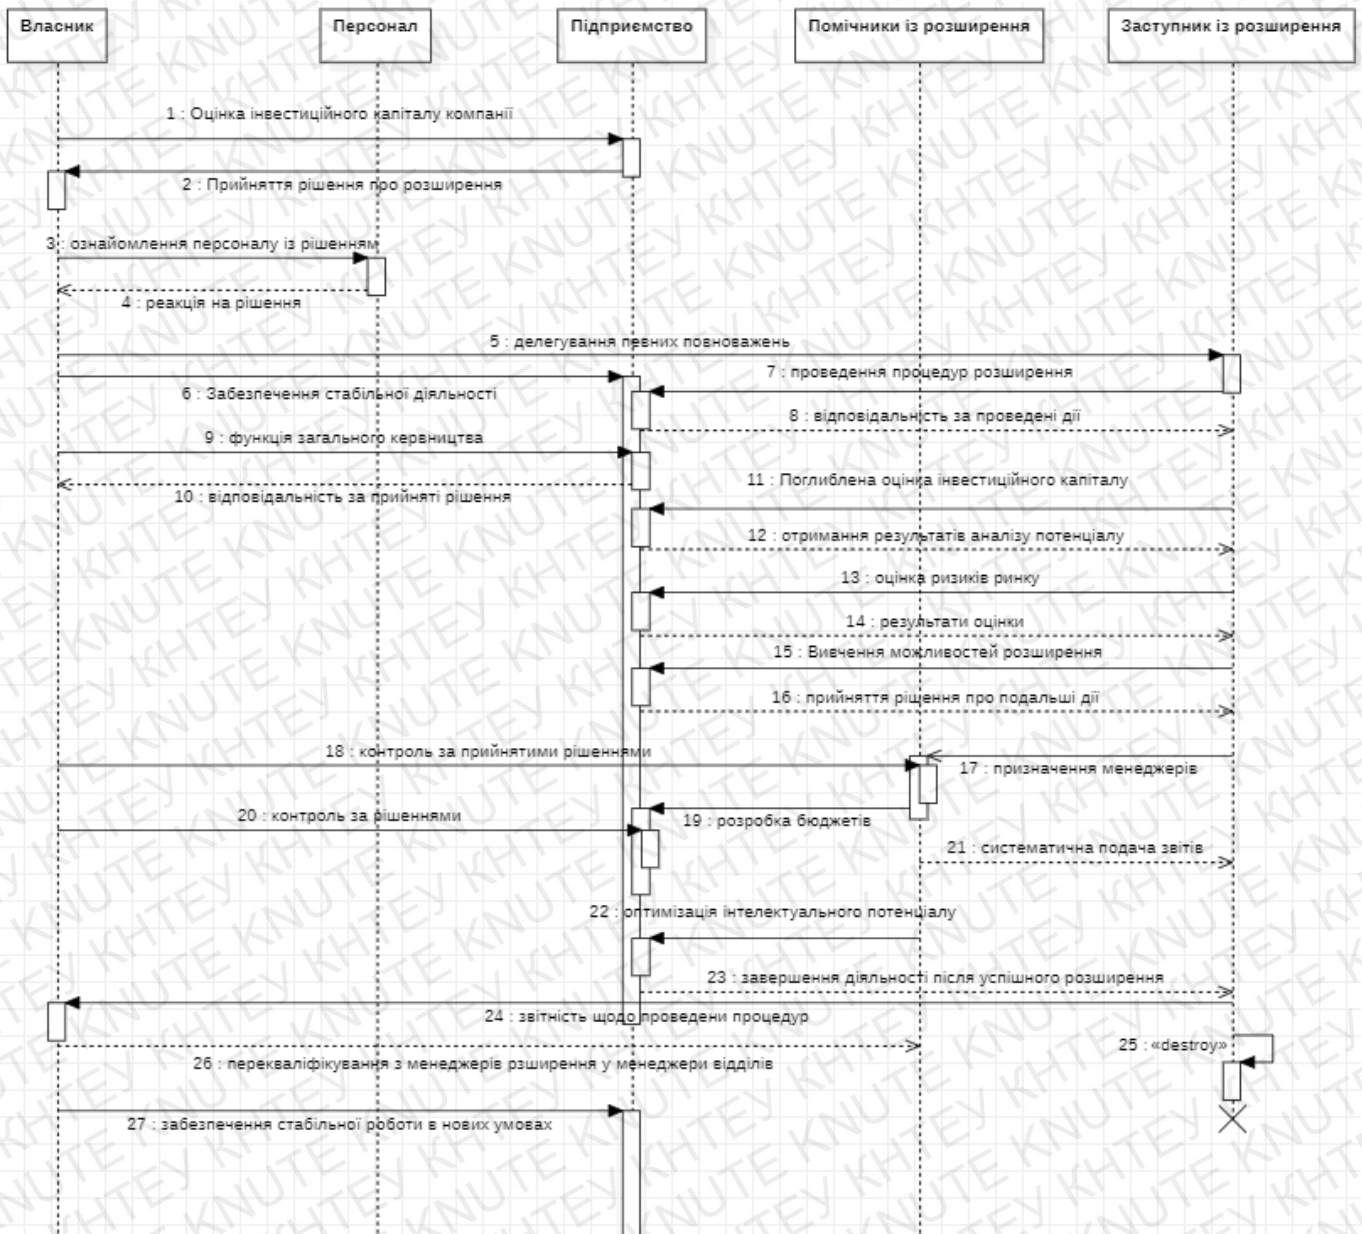 Власник
Персонал
Підприємство
Помічники із розширення
Заступник із розширення
1 : Оцінка інвестиційного капіталу компанії
2 : Прийняття рішення про розширення
3 : ознайомлення персоналу із рішенням
4 : реакція на рішення
5 : делегування певних повноважень
7 : проведення процедур розширення
6 : Забезпечення стабільної діяльності
8 : відповідальність за проведені дії
9 : функція загального кервництва
11 : Поглиблена оцінка інвестиційного капіталу
10 : відповідальність за прийняті рішення
12 : отримання результатів аналізу потенціалу
13 : оцінка ризиків ринку
14 : результати оцінки
15 : Вивчення можливостей розширення
16 : прийняття рішення про подальші дії
18 : контроль за прийнятими рішеннями
17 : призначення менеджерів
20 : контроль за рішеннями
19 : розробка бюджетів
21 : систематична подача звітів
22 : оптимізація інтелектуального потенціалу
23 : завершення діяльності після успішного розширення
24 : звітність щодо проведени процедур
25 : «destroy»
26 : перекваліфікування з менеджерів рзширення у менеджери відділів
27 : забезпечення стабільної роботи в нових умовах
KNUTE КНТЕУ